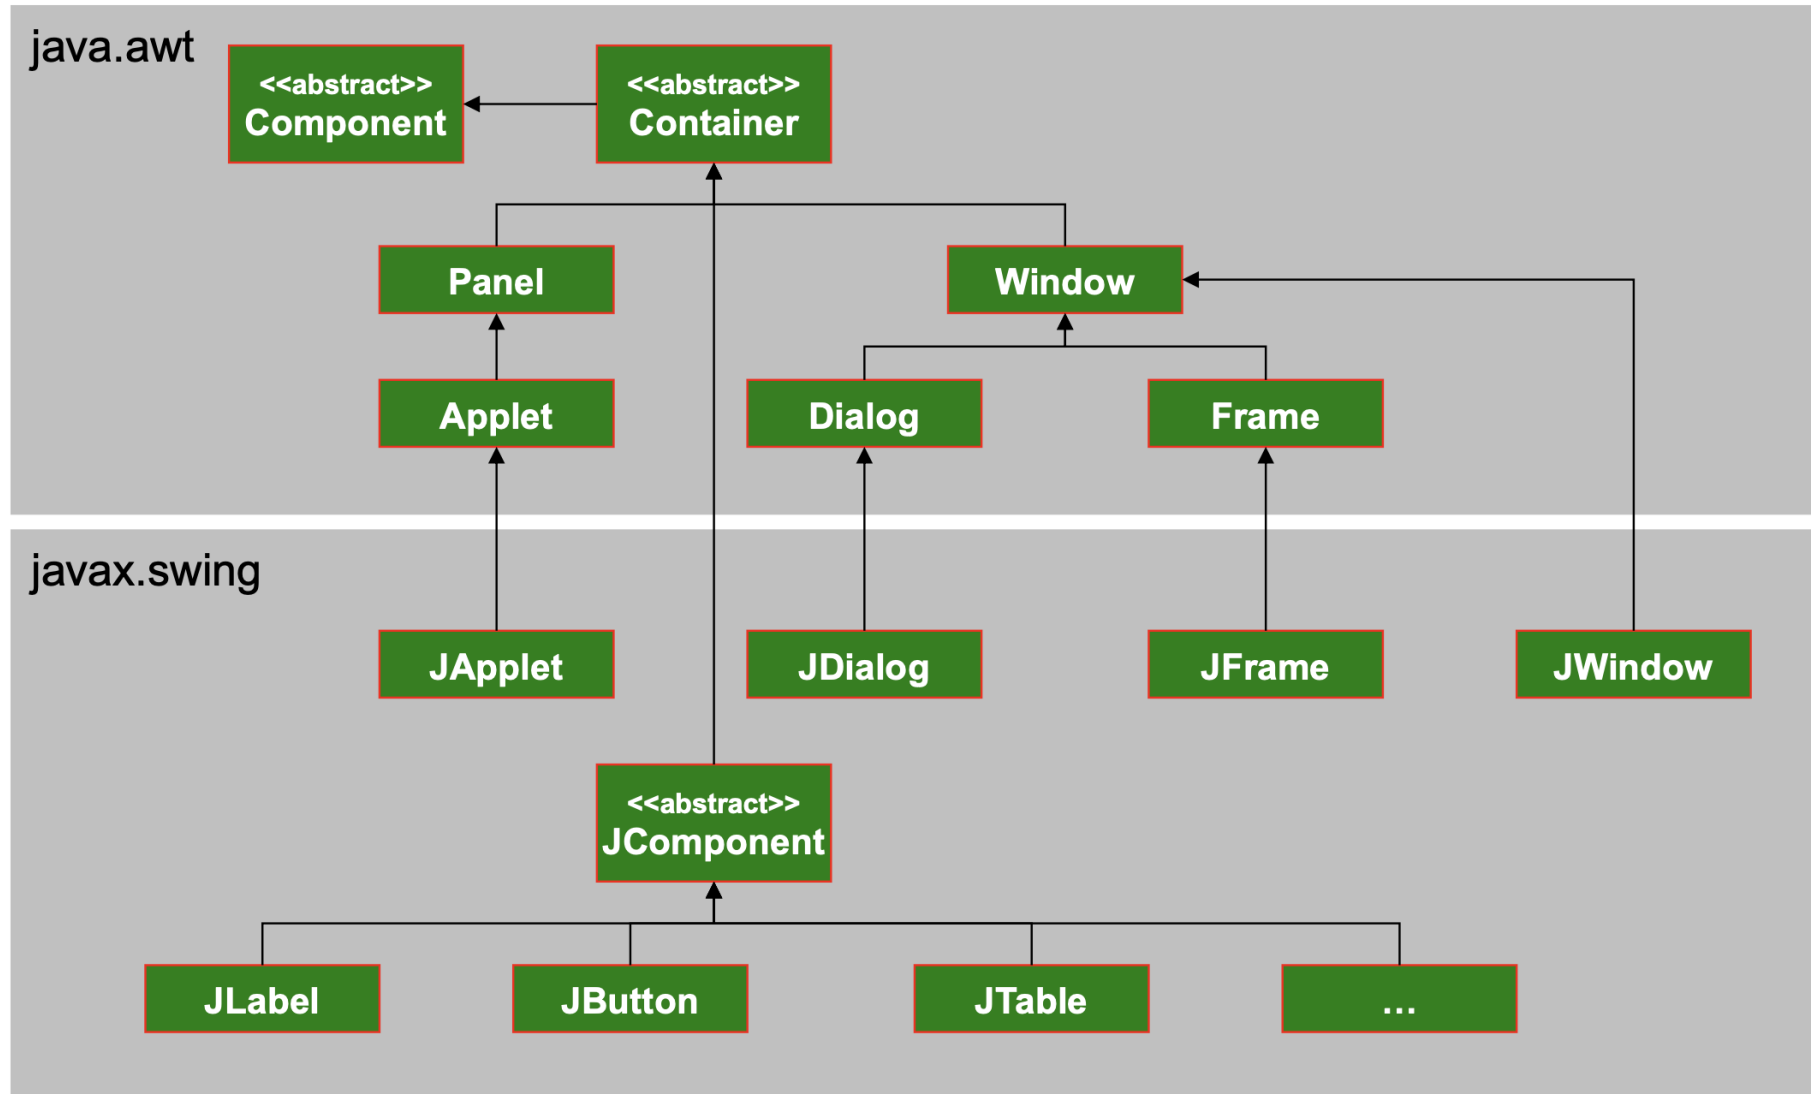 java.awt
<<abstract>>
Component
<<abstract>>
Container
Panel
Window
Applet
Dialog
Frame
javax.swing
JApplet
JDialog
JFrame
JWindow
<<abstract>>
JComponent
JLabel
JButton
JTable
...